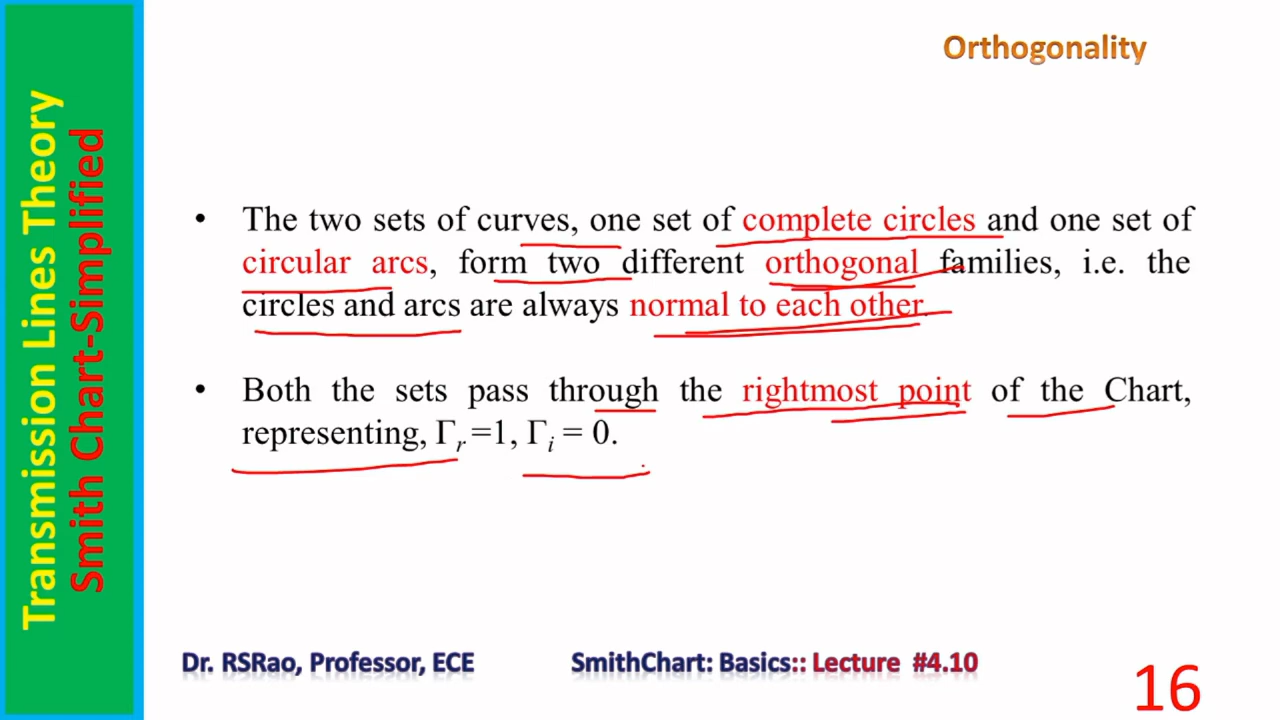 Transmission Lines Theory
Smith Chart-Simplified
Orthogonality
• The two sets of curves, one set of complete circles and one set of
circular arcs, form two different orthogonal families, i.e. the
circles and arcs are always normal to each other.
• Both the sets pass through the rightmost point of the Chart,
representing, Γr =1, Γi = 0.
Dr. RSRao, Professor, ECE SmithChart: Basics:: Lecture #4.10
16